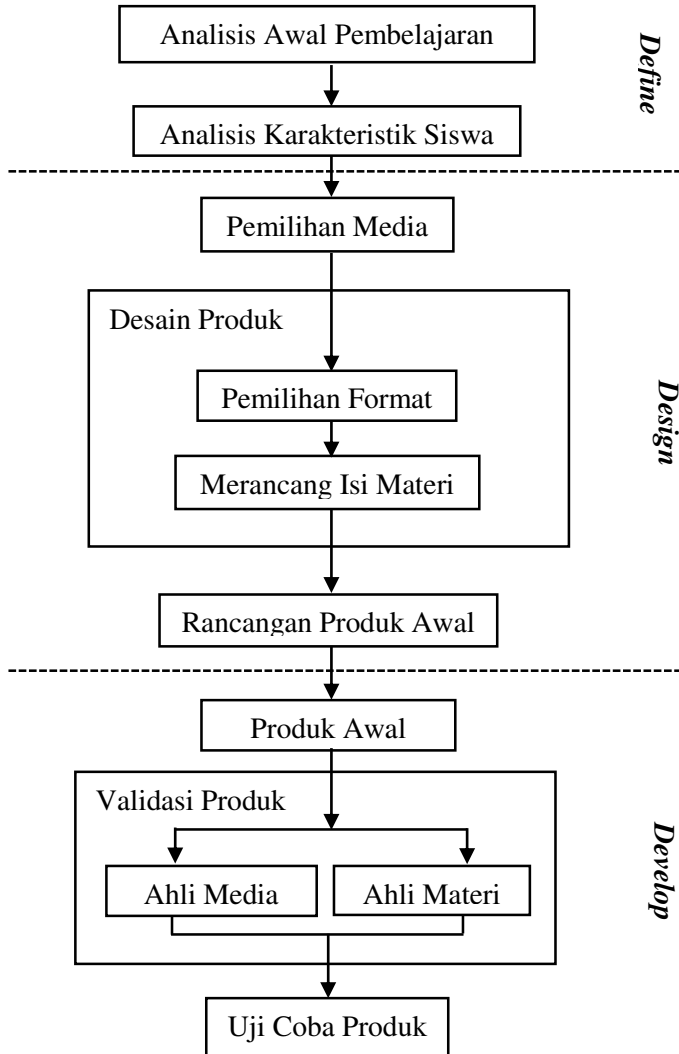 Analisis Awal Pembelajaran
Define
Analisis Karakteristik Siswa
Pemilihan Media
Desain Produk
Pemilihan Format
Design
Merancang Isi Materi
Rancangan Produk Awal
Produk Awal
Validasi Produk
Develop
Ahli Media
Ahli Materi
Uji Coba Produk